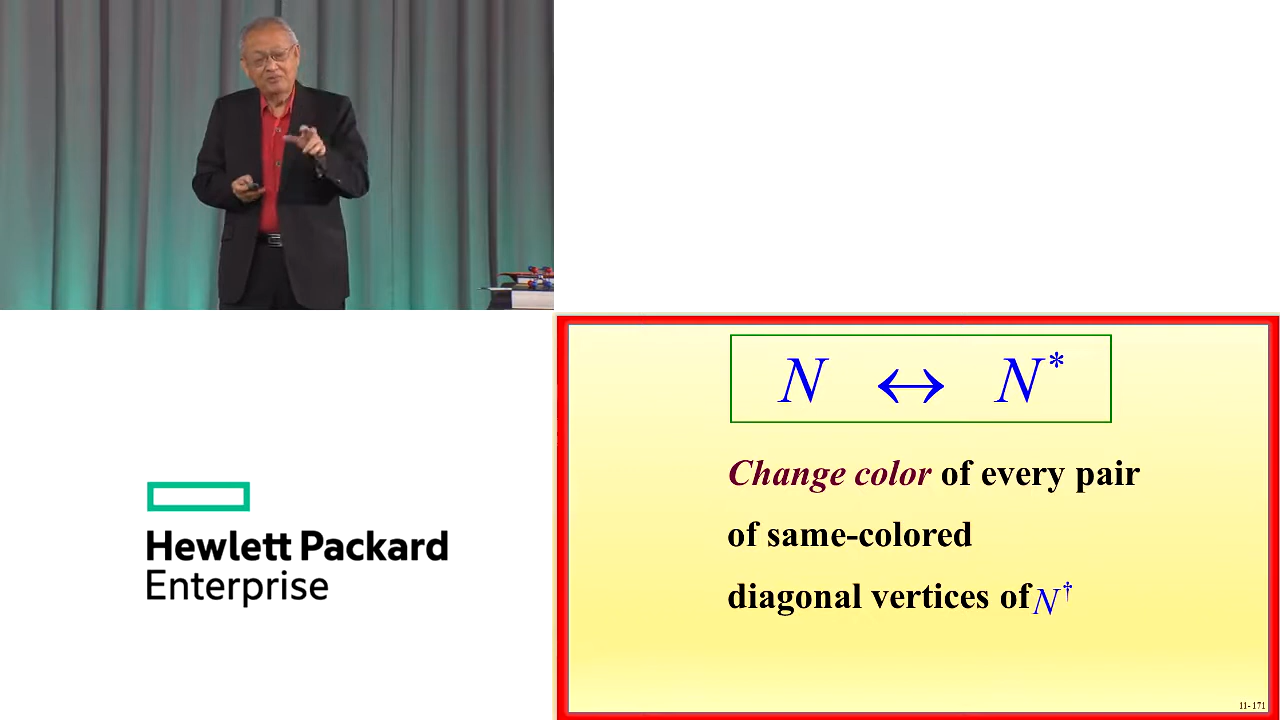 N ↔ N*
Change color of every pair
of same-colored
diagonal vertices of N†
11-171
Hewlett Packard
Enterprise